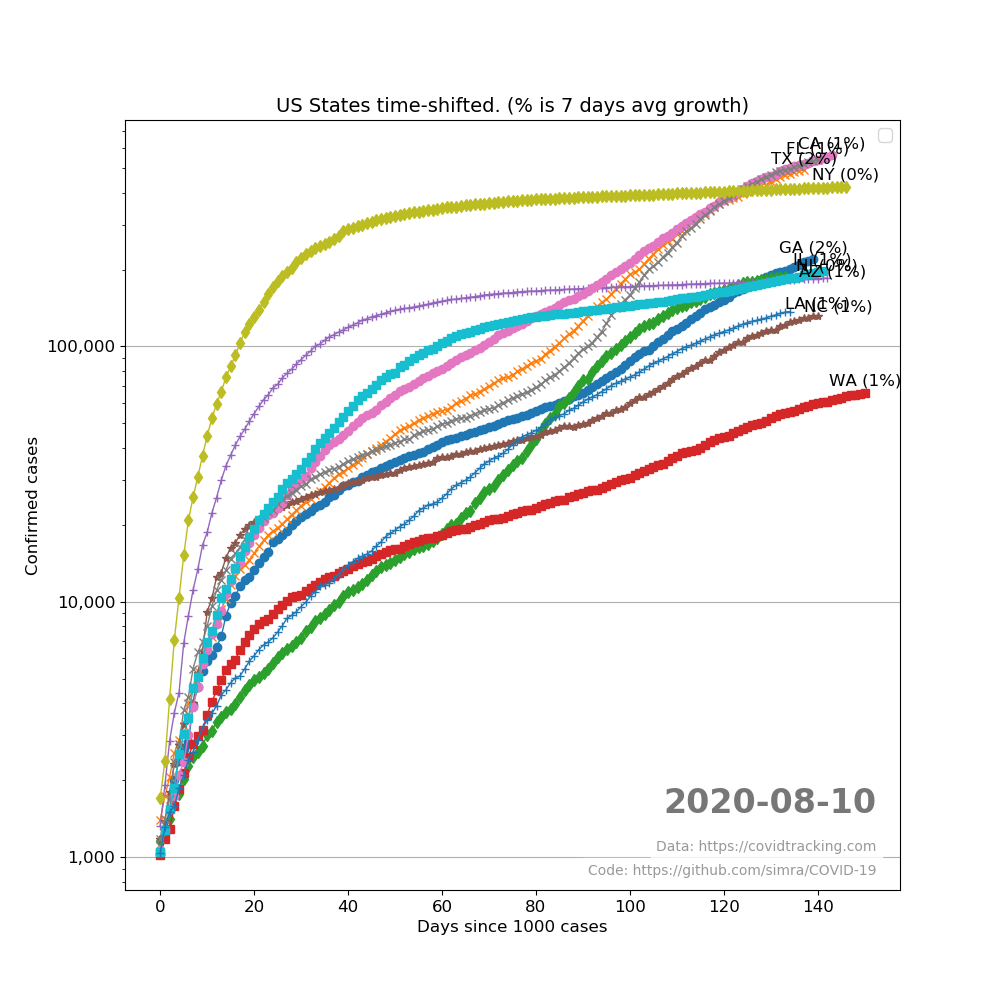 US States time-shifted. (% is 7 days avg growth)
CA (1%)
FL (1%)
TX (2%)
NY (0%)
GA (2%)
IL (1%)
AZ (1%)
LA (1%)
NC (1%)
WA (1%)
100,000
10,000
1,000
Confirmed cases
2020-08-10
Data: https://covidtracking.com
Code: https://github.com/simra/COVID-19
0 20 40 60 80 100 120 140
Days since 1000 cases